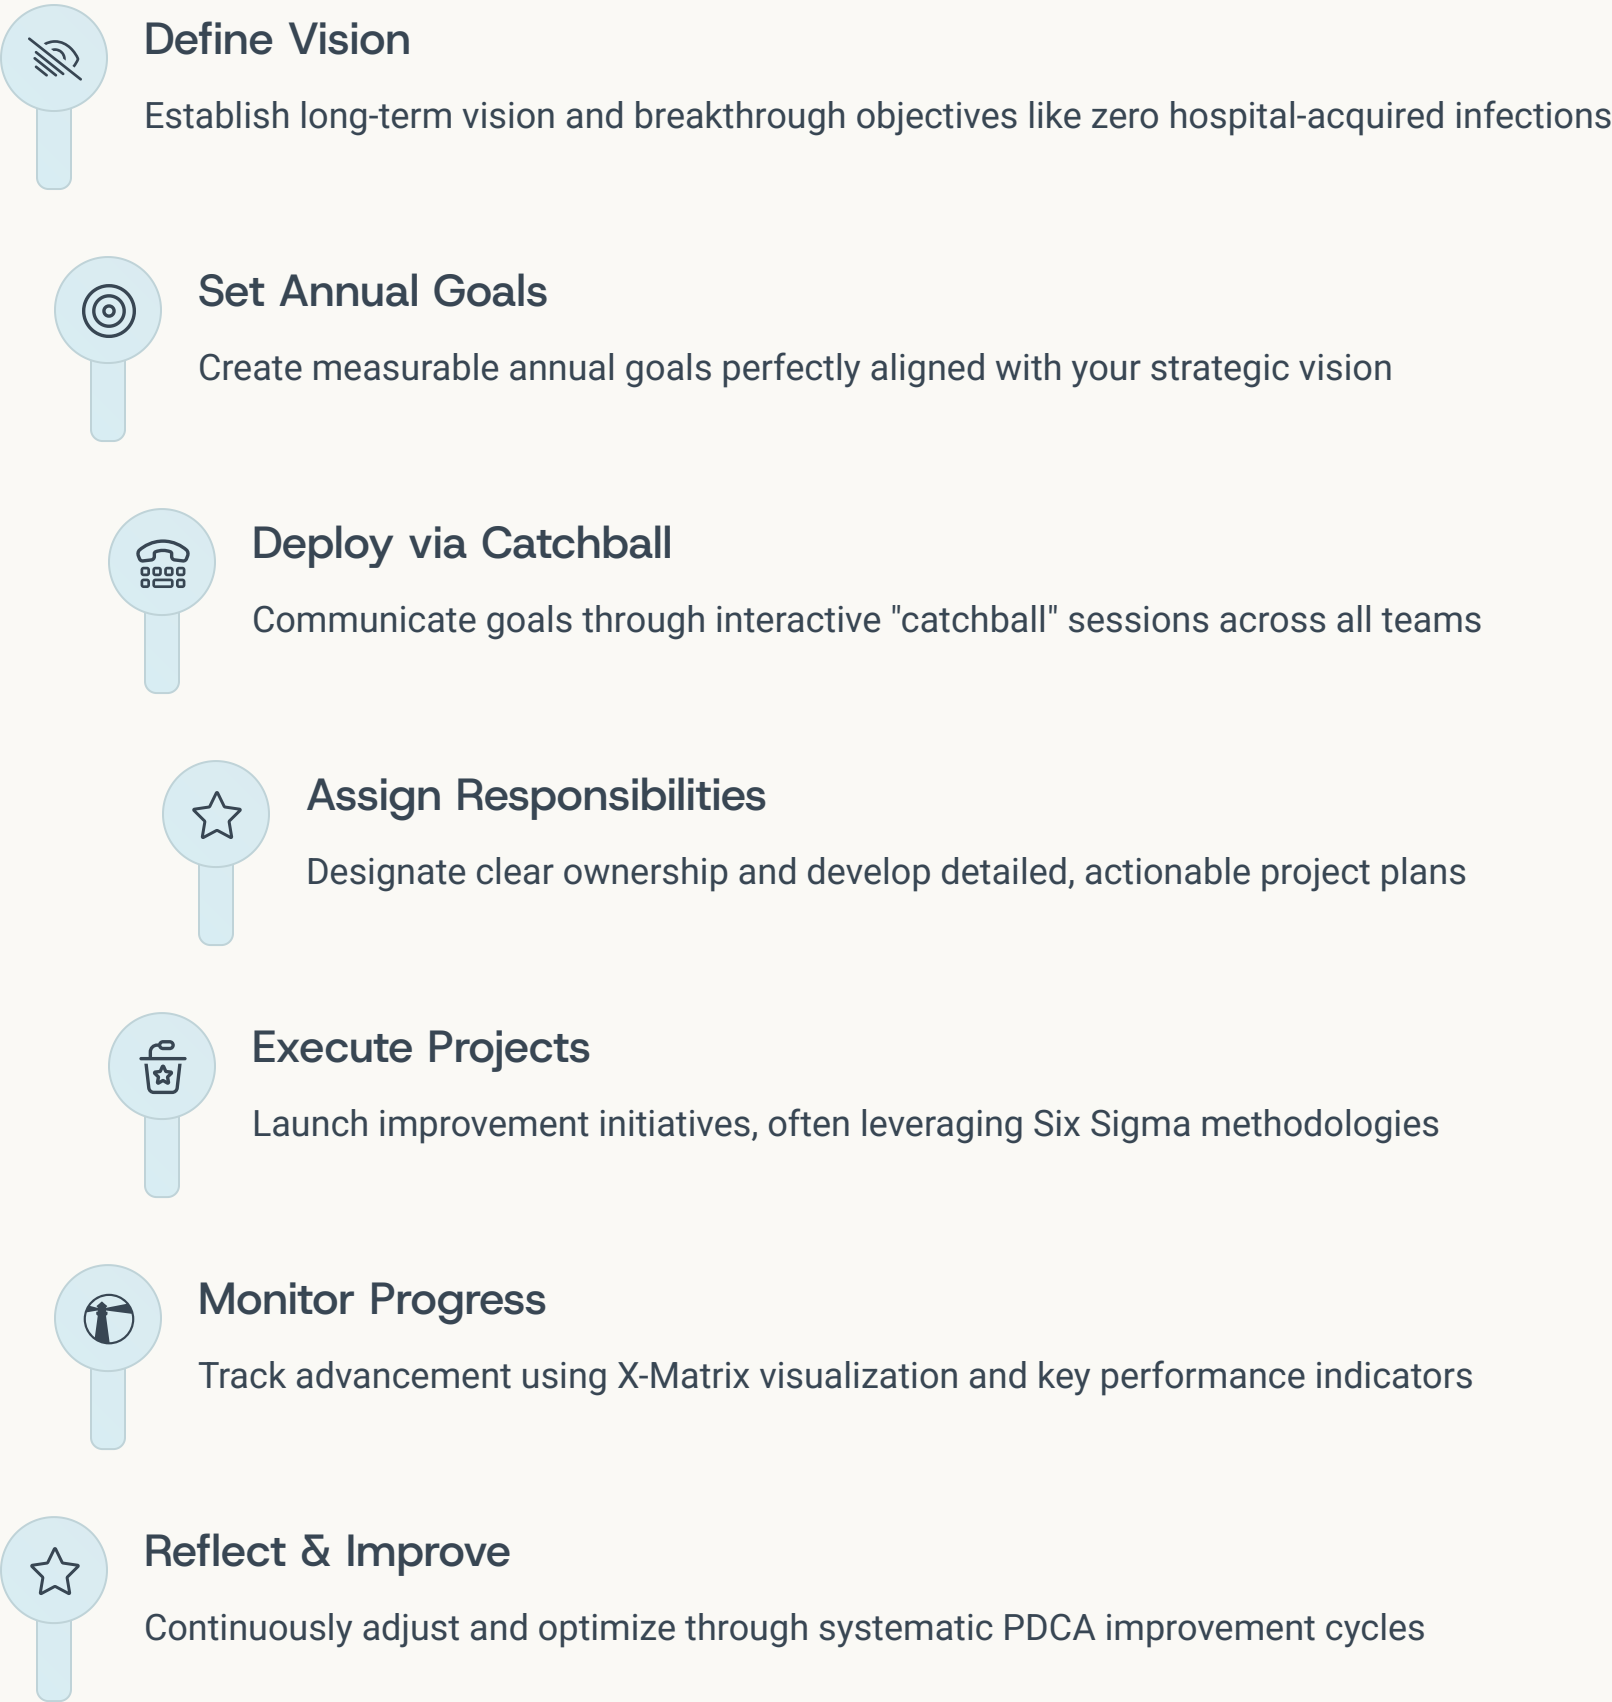 Define Vision
Establish long-term vision and breakthrough objectives like zero hospital-acquired infections
Set Annual Goals
Create measurable annual goals perfectly aligned with your strategic vision
Deploy via Catchball
Communicate goals through interactive "catchball" sessions across all teams
Assign Responsibilities
Designate clear ownership and develop detailed, actionable project plans
Execute Projects
Launch improvement initiatives, often leveraging Six Sigma methodologies
Monitor Progress
Track advancement using X-Matrix visualization and key performance indicators
Reflect & Improve
Continuously adjust and optimize through systematic PDCA improvement cycles